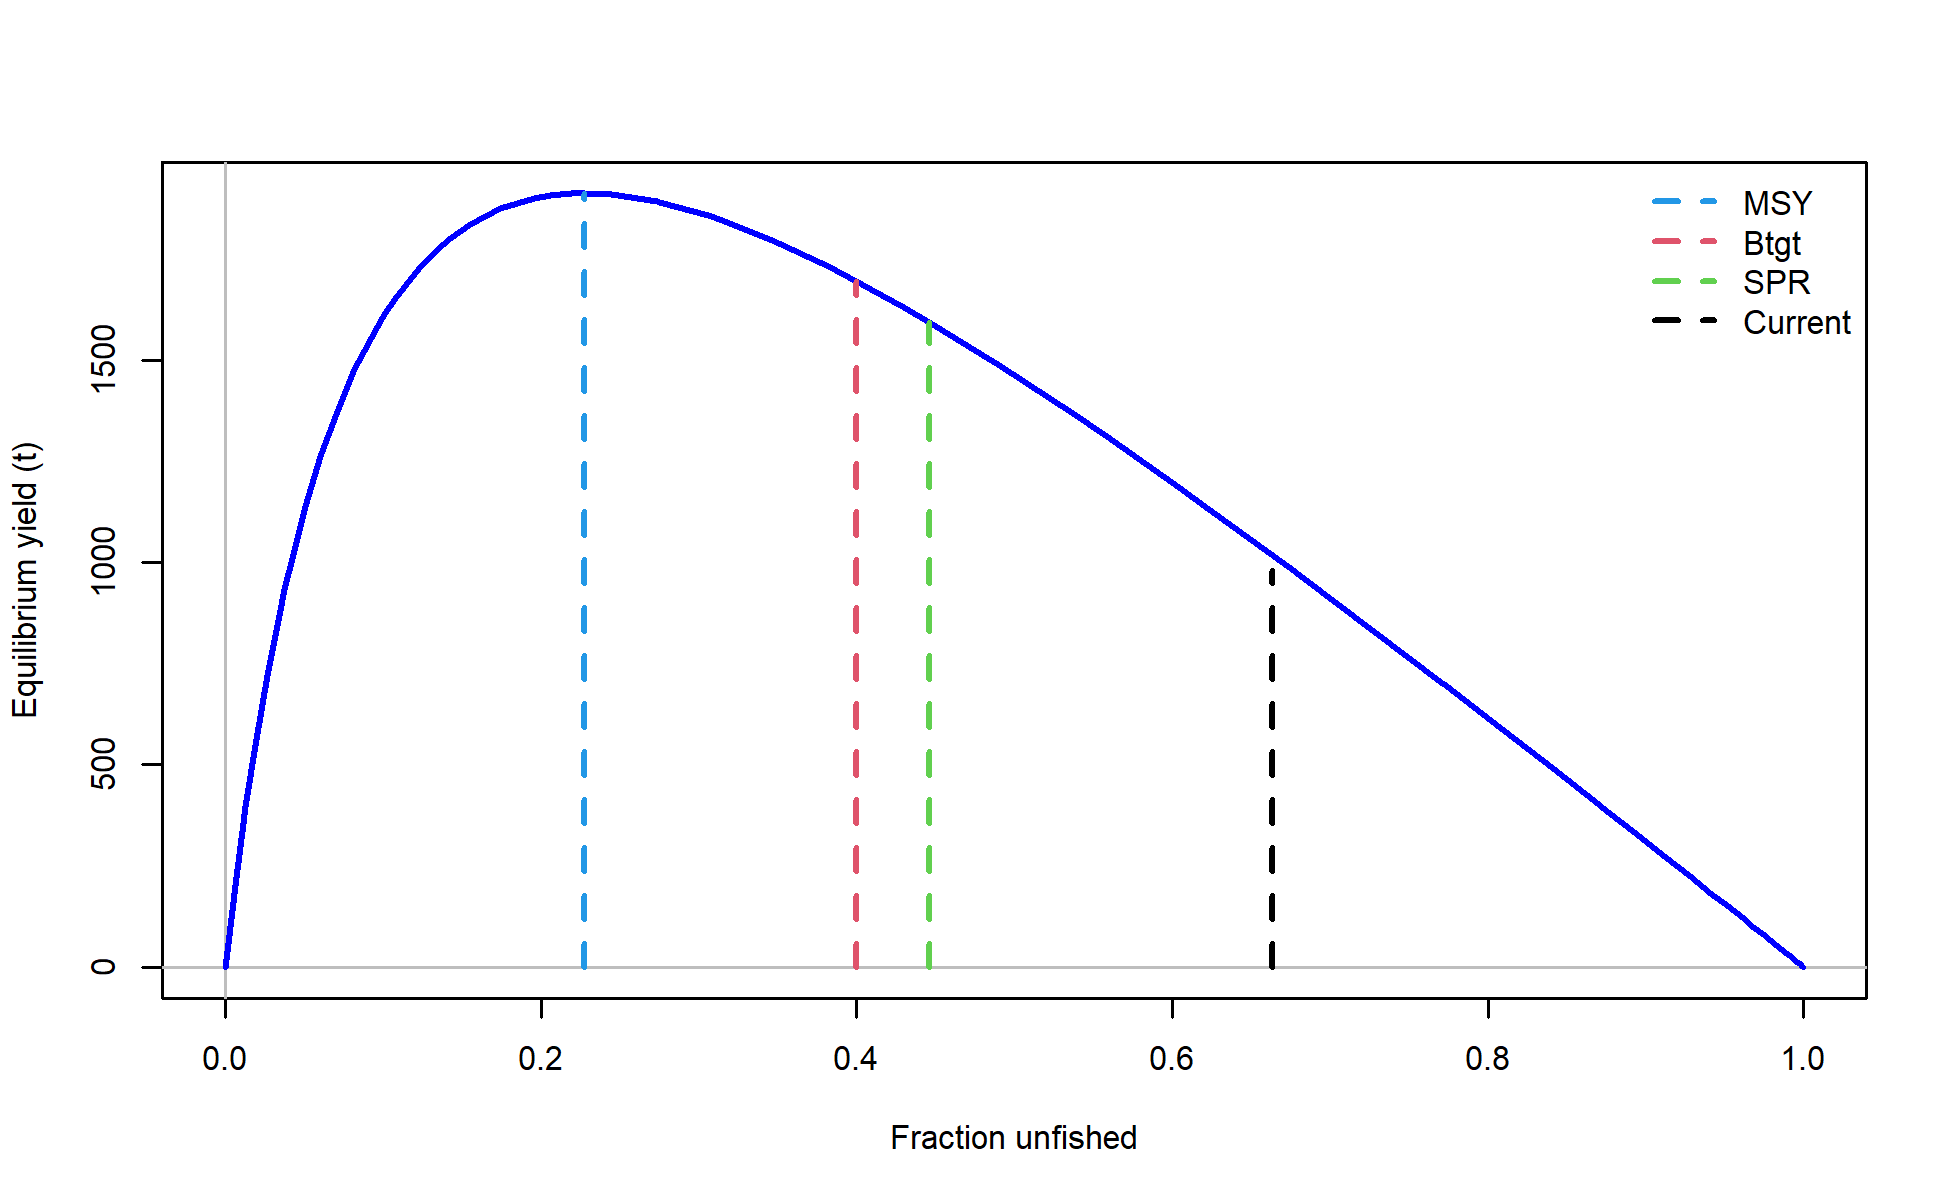 MSY
Btgt
SPR
Current
Equilibrium yield (t)
1500
1000
500
0
0.0 0.2 0.4 0.6 0.8 1.0
Fraction unfished